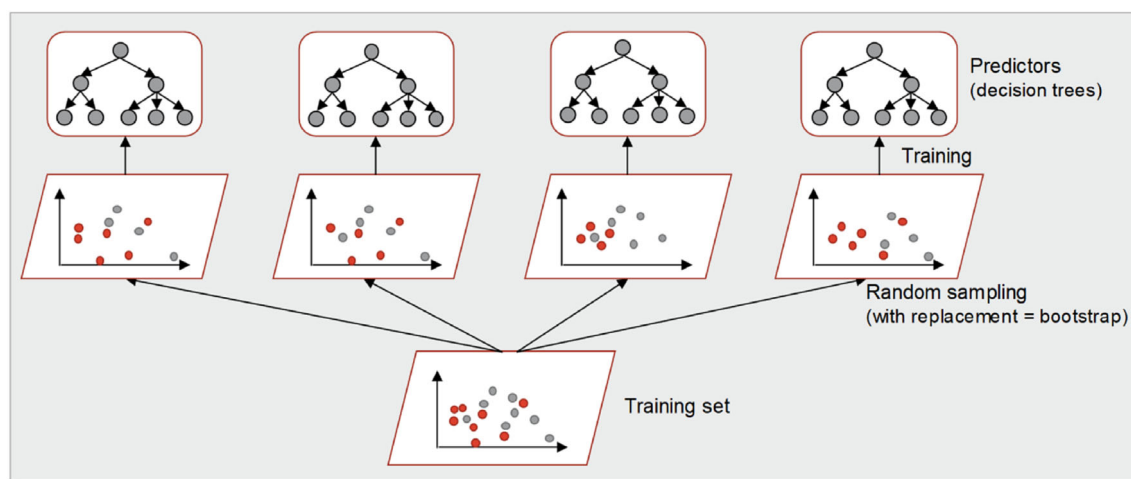 Predictors
(decision trees)
Training
Random sampling
(with replacement = bootstrap)
Training set